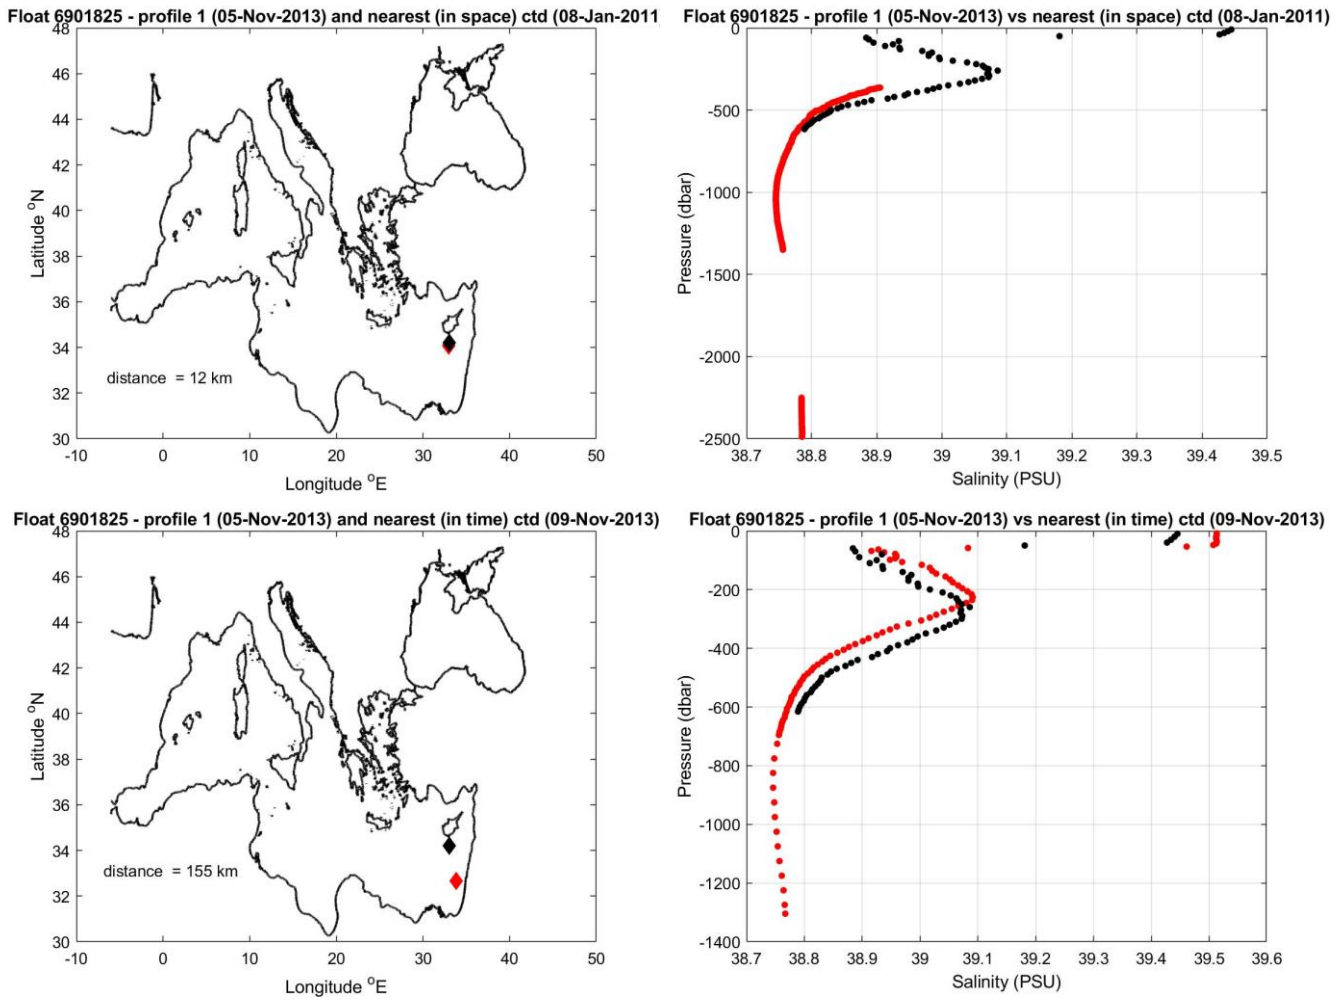 Float 6901825 - profile 1 (05-Nov-2013) and nearest (in space) ctd (08-Jan-2011
48
46
44
42
40
38
36
34
32
30
Latitude °N
distance = 12 km
-10 0 10 20 30 40 50
Longitude °E
Float 6901825 - profile 1 (05-Nov-2013) vs nearest (in space) ctd (08-Jan-2011)
0
-500
-1000
-1500
-2000
-2500
Pressure (dbar)
38.7 38.8 38.9 39 39.1 39.2 39.3 39.4 39.5
Salinity (PSU)
Float 6901825 - profile 1 (05-Nov-2013) and nearest (in time) ctd (09-Nov-2013)
48
46
44
42
40
38
36
34
32
30
Latitude °N
distance = 155 km
-10 0 10 20 30 40 50
Longitude °E
Float 6901825 - profile 1 (05-Nov-2013) vs nearest (in time) ctd (09-Nov-2013)
0
-200
-400
-600
-800
-1000
-1200
-1400
Pressure (dbar)
38.7 38.8 38.9 39 39.1 39.2 39.3 39.4 39.5 39.6
Salinity (PSU)